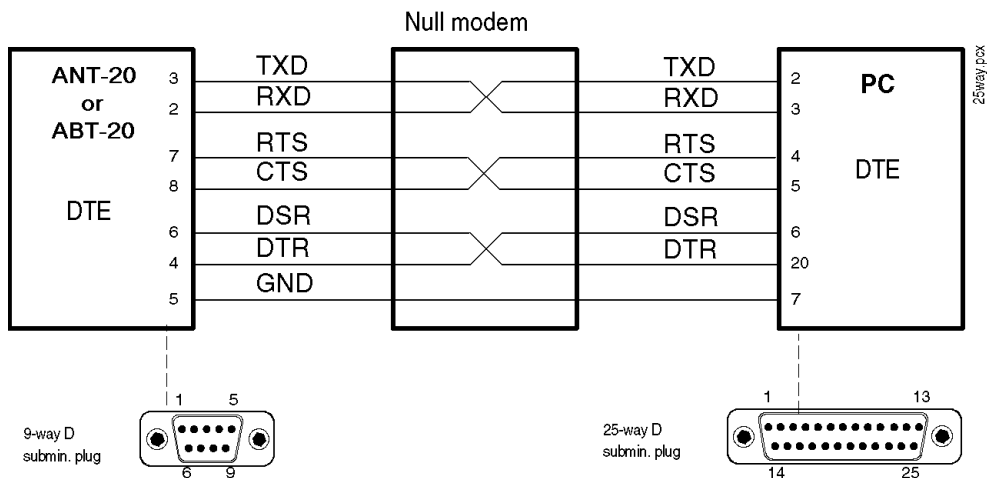 Null modem
ANT-20
or
ABT-20
DTE
3 TXD TXD 2
2 RXD RXD 3
7 RTS RTS 4
8 CTS CTS 5
6 DSR DSR 6
4 DTR DTR 20
5 GND 7
PC
DTE
25way.pcx
9-way D
submin. plug
1 5
6 9
25-way D
submin. plug
1 13
14 25